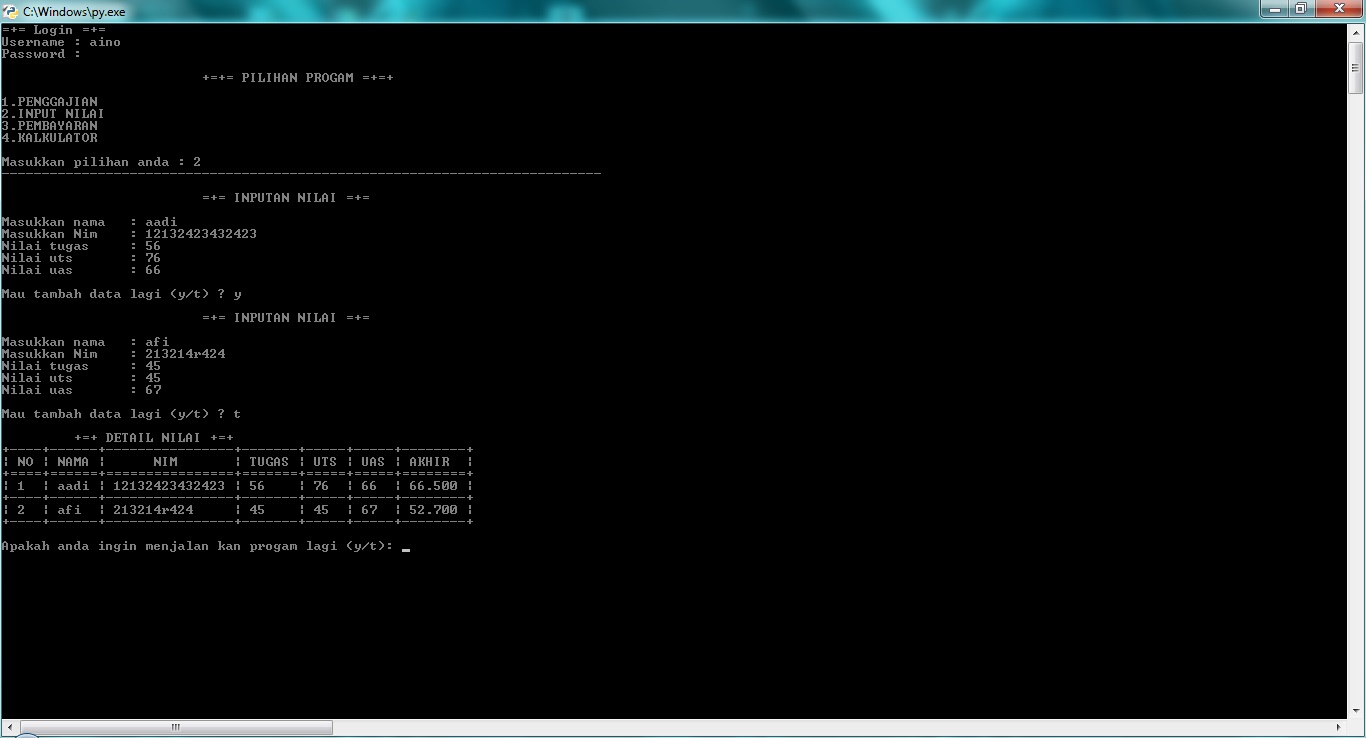 C:\Windows\py.exe
=+= Login =+=
Username : aino
Password :
+=+= PILIHAN PROGAM =+=+
1.PENGGAJIAN
2.INPUT NILAI
3.PEMBAYARAN
4.KALKULATOR
Masukkan pilihan anda : 2
---------------------------------------------------------------------------
=+= INPUTAN NILAI =+=
Masukkan nama   : aadi
Masukkan Nim    : 12132423432423
Nilai tugas     : 56
Nilai uts       : 76
Nilai uas       : 66
Mau tambah data lagi (y/t) ? y
=+= INPUTAN NILAI =+=
Masukkan nama   : afi
Masukkan Nim    : 213214r424
Nilai tugas     : 45
Nilai uts       : 45
Nilai uas       : 67
Mau tambah data lagi (y/t) ? t
+=+ DETAIL NILAI +=+
+----+------+----------------+-------+-----+-----+--------+
| NO | NAMA |      NIM       | TUGAS | UTS | UAS | AKHIR  |
+====+======+================+=======+=====+=====+========+
| 1  | aadi | 12132423432423 | 56    | 76  | 66  | 66.500 |
+----+------+----------------+-------+-----+-----+--------+
| 2  | afi  | 213214r424     | 45    | 45  | 67  | 52.700 |
+----+------+----------------+-------+-----+-----+--------+
Apakah anda ingin menjalan kan progam lagi (y/t): _